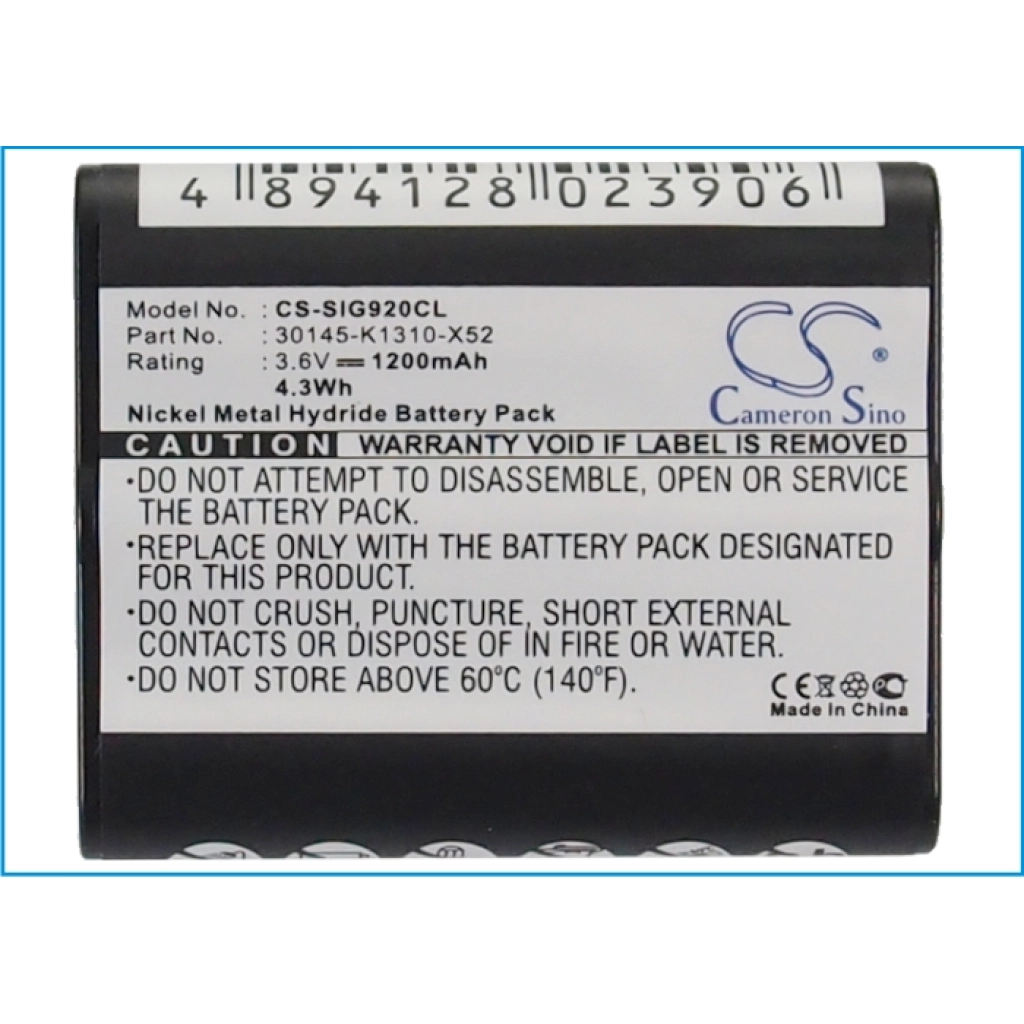 4 894128 023906
Model No. : CS-SIG920CL
Part No. : 30145-K1310-X52
Rating : 3.6V 1200mAh
4.3Wh
Nickel Metal Hydride Battery Pack
CS ®
Cameron Sino
CAUTION WARRANTY VOID IF LABEL IS REMOVED
·DO NOT ATTEMPT TO DISASSEMBLE, OPEN OR SERVICE
THE BATTERY PACK.
·REPLACE ONLY WITH THE BATTERY PACK DESIGNATED
FOR THIS PRODUCT.
·DO NOT CRUSH, PUNCTURE, SHORT EXTERNAL
CONTACTS OR DISPOSE OF IN FIRE OR WATER.
·DO NOT STORE ABOVE 60°C (140°F).
CE
Made In China